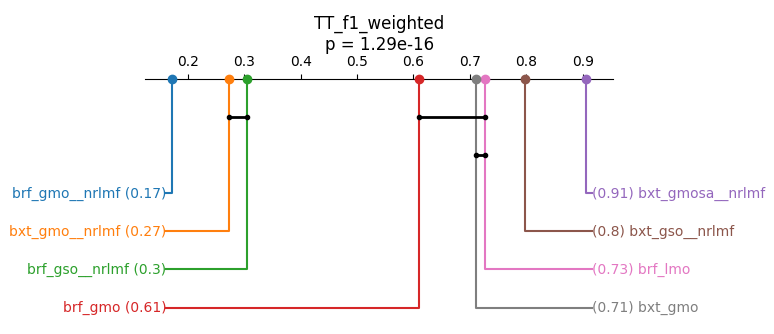 TT_f1_weighted
p = 1.29e-16
0.2 0.3 0.4 0.5 0.6 0.7 0.8 0.9
brf_gmo__nrlmf (0.17)
(0.91) bxt_gmosa__nrlmf
bxt_gmo__nrlmf (0.27)
(0.8) bxt_gso__nrlmf
brf_gso__nrlmf (0.3)
(0.73) brf_lmo
brf_gmo (0.61)
(0.71) bxt_gmo